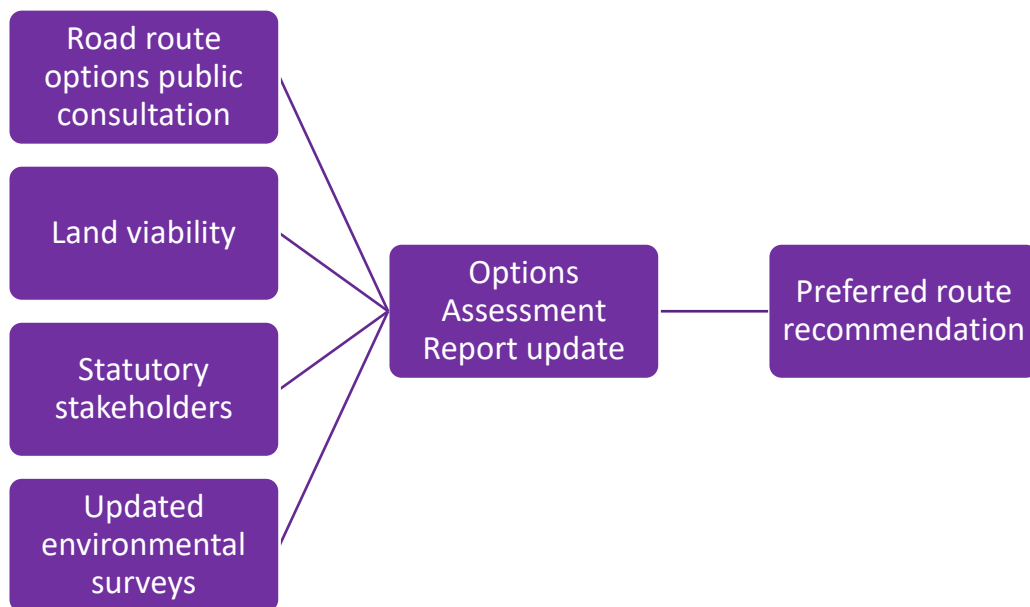 Road route
options public
consultation
Land viability
Statutory
stakeholders
Updated
environmental
surveys
Options
Assessment
Report update
Preferred route
recommendation